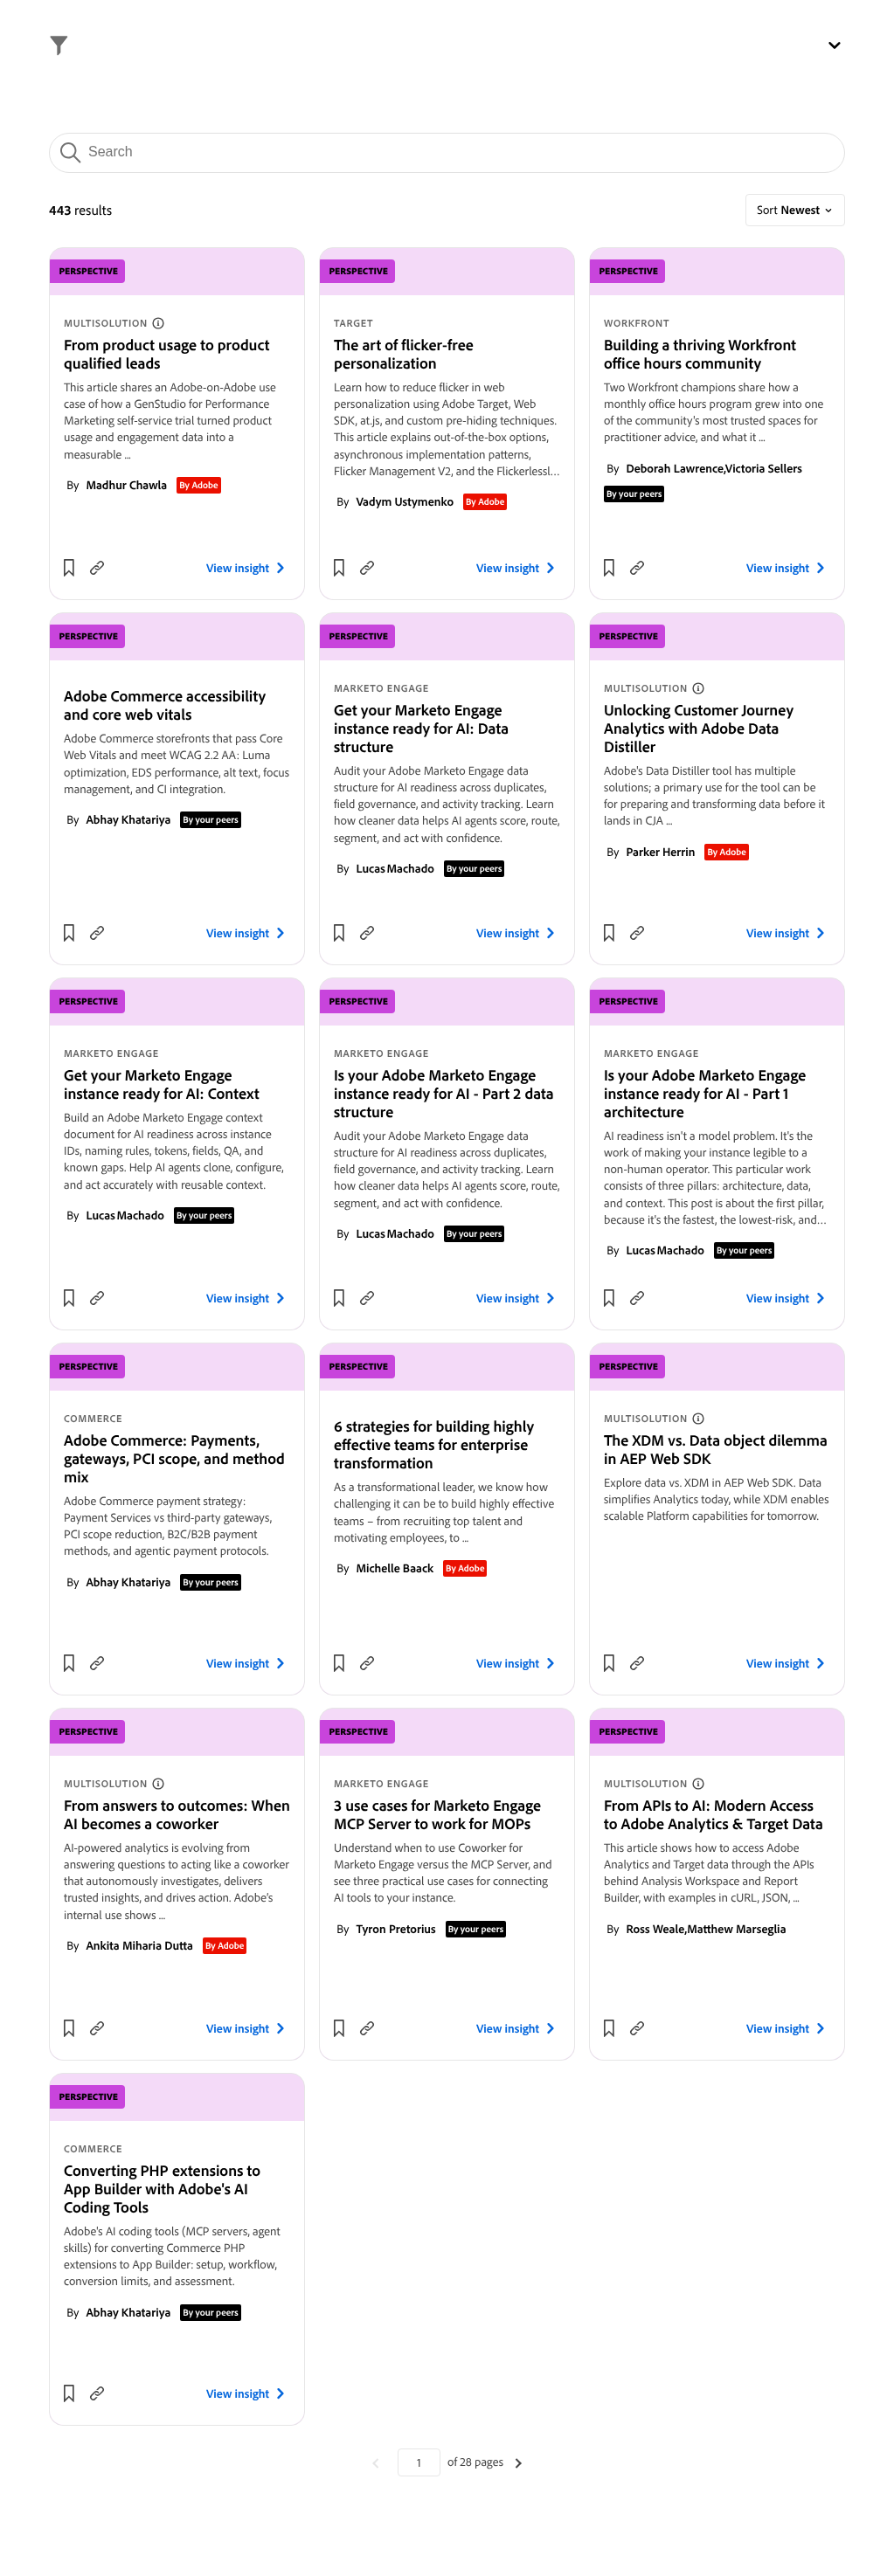 Search
443 results
Sort Newest
PERSPECTIVE
MULTISOLUTION
From product usage to product
qualified leads
This article shares an Adobe-on-Adobe use
case of how a GenStudio for Performance
Marketing self-service trial turned product
usage and engagement data into a
measurable ...
By Madhur Chawla By Adobe
View insight
PERSPECTIVE
TARGET
The art of flicker-free
personalization
Learn how to reduce flicker in web
personalization using Adobe Target, Web
SDK, at.js, and custom pre-hiding techniques.
This article explains out-of-the-box options,
asynchronous implementation patterns,
Flicker Management V2, and the Flickerlessl...
By Vadym Ustymenko By Adobe
View insight
PERSPECTIVE
WORKFRONT
Building a thriving Workfront
office hours community
Two Workfront champions share how a
monthly office hours program grew into one
of the community's most trusted spaces for
practitioner advice, and what it ...
By Deborah Lawrence,Victoria Sellers
By your peers
View insight
PERSPECTIVE
Adobe Commerce accessibility
and core web vitals
Adobe Commerce storefronts that pass Core
Web Vitals and meet WCAG 2.2 AA: Luma
optimization, EDS performance, alt text, focus
management, and CI integration.
By Abhay Khatariya By your peers
View insight
PERSPECTIVE
MARKETO ENGAGE
Get your Marketo Engage
instance ready for AI: Data
structure
Audit your Adobe Marketo Engage data
structure for AI readiness across duplicates,
field governance, and activity tracking. Learn
how cleaner data helps AI agents score, route,
segment, and act with confidence.
By Lucas Machado By your peers
View insight
PERSPECTIVE
MULTISOLUTION
Unlocking Customer Journey
Analytics with Adobe Data
Distiller
Adobe's Data Distiller tool has multiple
solutions; a primary use for the tool can be
for preparing and transforming data before it
lands in CJA ...
By Parker Herrin By Adobe
View insight
PERSPECTIVE
MARKETO ENGAGE
Get your Marketo Engage
instance ready for AI: Context
Build an Adobe Marketo Engage context
document for AI readiness across instance
IDs, naming rules, tokens, fields, QA, and
known gaps. Help AI agents clone, configure,
and act accurately with reusable context.
By Lucas Machado By your peers
View insight
PERSPECTIVE
MARKETO ENGAGE
Is your Adobe Marketo Engage
instance ready for AI - Part 2 data
structure
Audit your Adobe Marketo Engage data
structure for AI readiness across duplicates,
field governance, and activity tracking. Learn
how cleaner data helps AI agents score, route,
segment, and act with confidence.
By Lucas Machado By your peers
View insight
PERSPECTIVE
MARKETO ENGAGE
Is your Adobe Marketo Engage
instance ready for AI - Part 1
architecture
AI readiness isn't a model problem. It's the
work of making your instance legible to a
non-human operator. This particular work
consists of three pillars: architecture, data,
and context. This post is about the first pillar,
because it's the fastest, the lowest-risk, and...
By Lucas Machado By your peers
View insight
PERSPECTIVE
COMMERCE
Adobe Commerce: Payments,
gateways, PCI scope, and method
mix
Adobe Commerce payment strategy:
Payment Services vs third-party gateways,
PCI scope reduction, B2C/B2B payment
methods, and agentic payment protocols.
By Abhay Khatariya By your peers
View insight
PERSPECTIVE
6 strategies for building highly
effective teams for enterprise
transformation
As a transformational leader, we know how
challenging it can be to build highly effective
teams – from recruiting top talent and
motivating employees, to ...
By Michelle Baack By Adobe
View insight
PERSPECTIVE
MULTISOLUTION
The XDM vs. Data object dilemma
in AEP Web SDK
Explore data vs. XDM in AEP Web SDK. Data
simplifies Analytics today, while XDM enables
scalable Platform capabilities for tomorrow.
View insight
PERSPECTIVE
MULTISOLUTION
From answers to outcomes: When
AI becomes a coworker
AI-powered analytics is evolving from
answering questions to acting like a coworker
that autonomously investigates, delivers
trusted insights, and drives action. Adobe's
internal use shows ...
By Ankita Miharia Dutta By Adobe
View insight
PERSPECTIVE
MARKETO ENGAGE
3 use cases for Marketo Engage
MCP Server to work for MOPs
Understand when to use Coworker for
Marketo Engage versus the MCP Server, and
see three practical use cases for connecting
AI tools to your instance.
By Tyron Pretorius By your peers
View insight
PERSPECTIVE
MULTISOLUTION
From APIs to AI: Modern Access
to Adobe Analytics & Target Data
This article shows how to access Adobe
Analytics and Target data through the APIs
behind Analysis Workspace and Report
Builder, with examples in cURL, JSON, ...
By Ross Weale,Matthew Marseglia
View insight
PERSPECTIVE
COMMERCE
Converting PHP extensions to
App Builder with Adobe's AI
Coding Tools
Adobe's AI coding tools (MCP servers, agent
skills) for converting Commerce PHP
extensions to App Builder: setup, workflow,
conversion limits, and assessment.
By Abhay Khatariya By your peers
View insight
1 of 28 pages